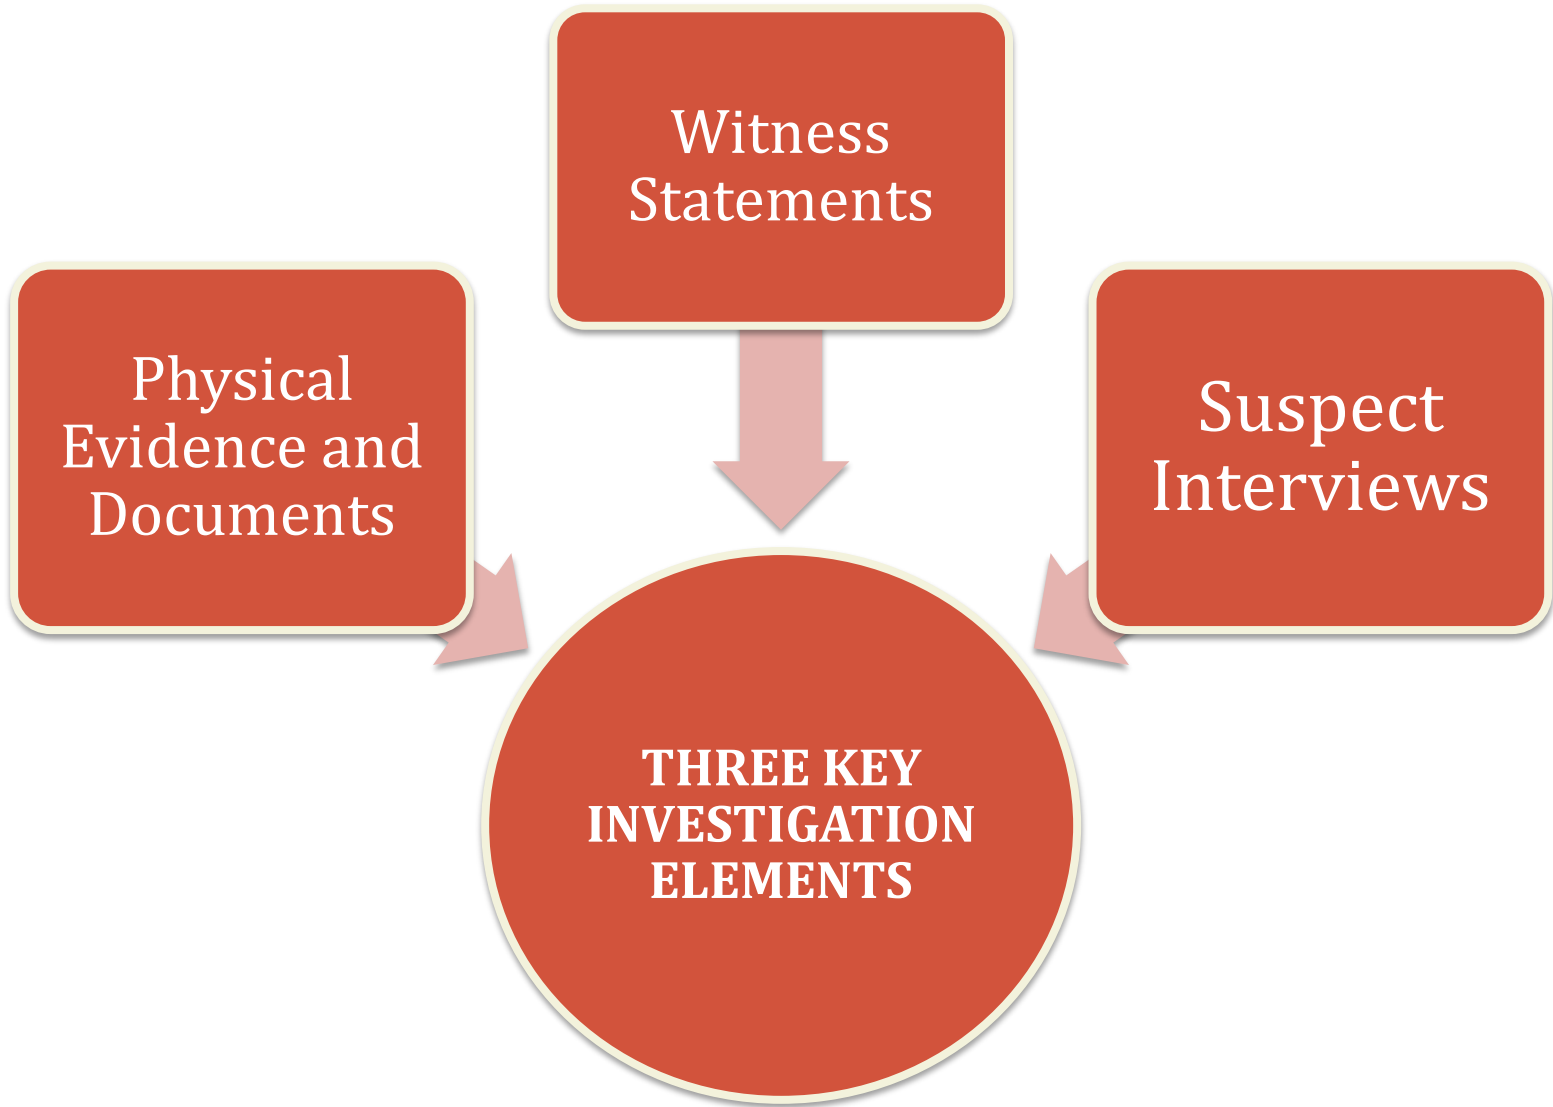 Witness
Statements
Physical
Evidence and
Documents
Suspect
Interviews
THREE KEY
INVESTIGATION
ELEMENTS